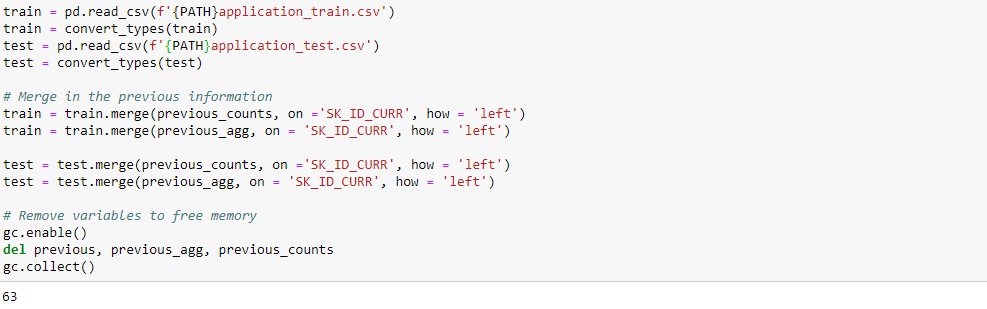 train = pd.read_csv(f'{PATH}application_train.csv')
train = convert_types(train)
test = pd.read_csv(f'{PATH}application_test.csv')
test = convert_types(test)

# Merge in the previous information
train = train.merge(previous_counts, on ='SK_ID_CURR', how = 'left')
train = train.merge(previous_agg, on = 'SK_ID_CURR', how = 'left')

test = test.merge(previous_counts, on ='SK_ID_CURR', how = 'left')
test = test.merge(previous_agg, on = 'SK_ID_CURR', how = 'left')

# Remove variables to free memory
gc.enable()
del previous, previous_agg, previous_counts
gc.collect()
63